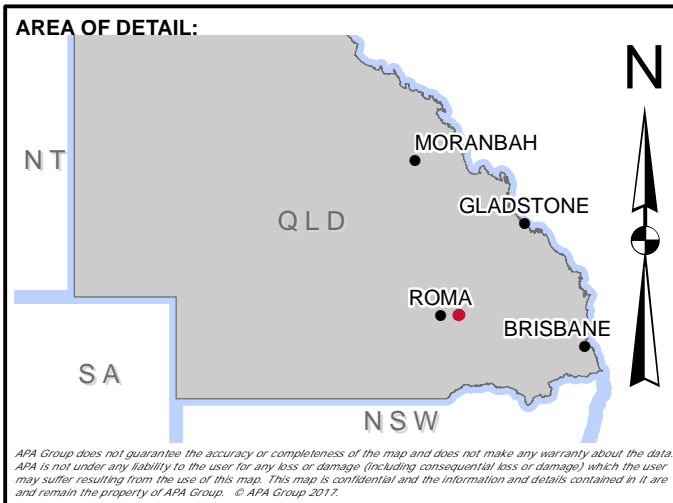 AREA OF DETAIL:
N
MORANBAH
NT
GLADSTONE
QLD
ROMA
BRISBANE
SA
NSW
APA Group does not guarantee the accuracy or completeness of the map and does not make any warranty about the data.
APA is not under any liability to the user for any loss or damage (including consequential loss or damage) which the user
may suffer resulting from the use of this map. This map is confidential and the information and details contained in it are
and remain the property of APA Group. © APA Group 2017.